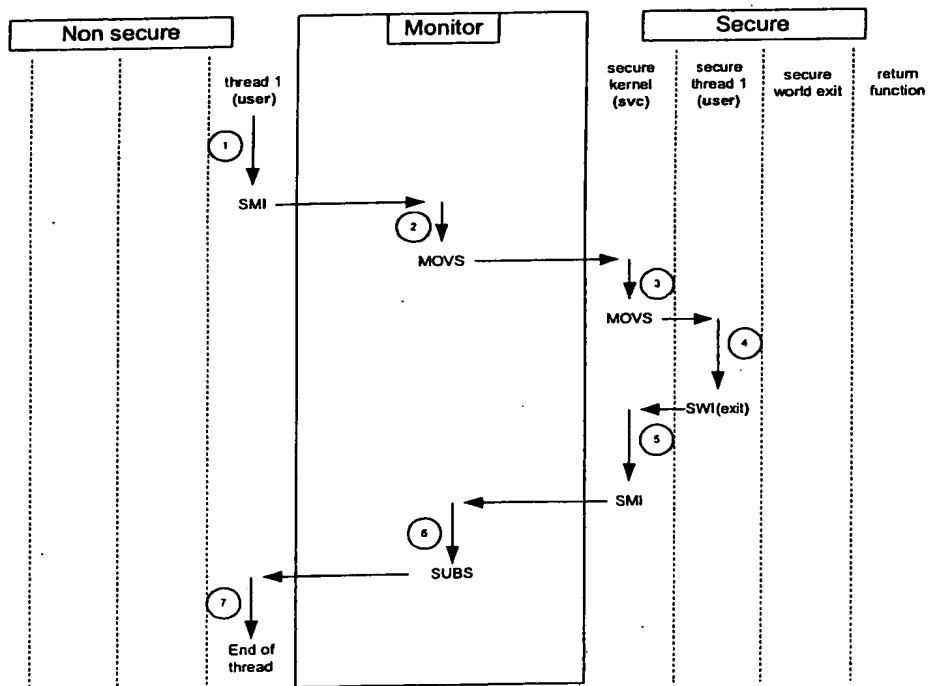 Non secure
Monitor
Secure
thread 1
(user)
secure
kernel
(svc)
secure
thread 1
(user)
secure
world exit
return
function
1
SMI
2
MOVS
3
MOVS
4
SWI(exit)
5
SMI
6
SUBS
7
End of
thread